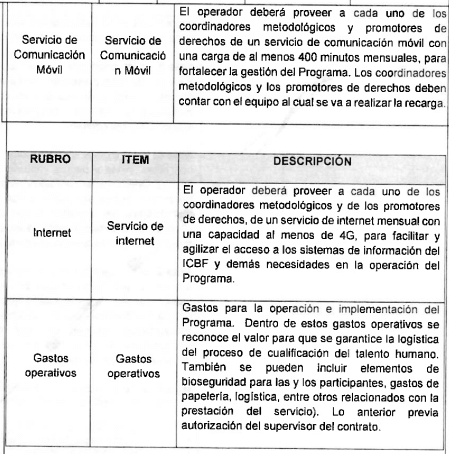 Servicio de Comunicación Móvil
Servicio de Comunicació n Móvil
El operador deberá proveer a cada uno de los
coordinadores metodológicos y promotores de
derechos de un servicio de comunicación móvil con
una carga de al menos 400 minutos mensuales, para
fortalecer la gestión del Programa. Los coordinadores
metodológicos y los promotores de derechos deben
contar con el equipo al cual se va a realizar la recarga.
RUBRO ITEM DESCRIPCIÓN
Internet
Servicio de internet
El operador deberá proveer a cada uno de los
coordinadores metodológicos y de los promotores
de derechos, de un servicio de internet mensual con
una capacidad al menos de 4G, para facilitar y
agilizar el acceso a los sistemas de información del
ICBF y demás necesidades en la operación del
Programa.
Gastos operativos
Gastos operativos
Gastos para la operación e implementación del
Programa. Dentro de estos gastos operativos se
reconoce el valor para que se garantice la logística
del proceso de cualificación del talento humano.
También se pueden incluir elementos de
bioseguridad para las y los participantes, gastos de
papelería, logística, entre otros relacionados con la
prestación del servicio). Lo anterior previa
autorización del supervisor del contrato.